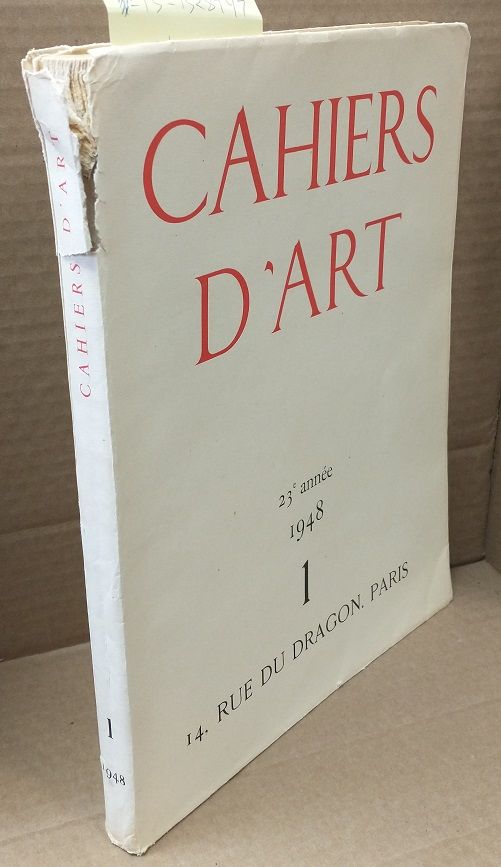 CAHIERS
D'ART
23e année
1948
1
14, RUE DU DRAGON. PARIS
CAHIERS D'ART
1
1948